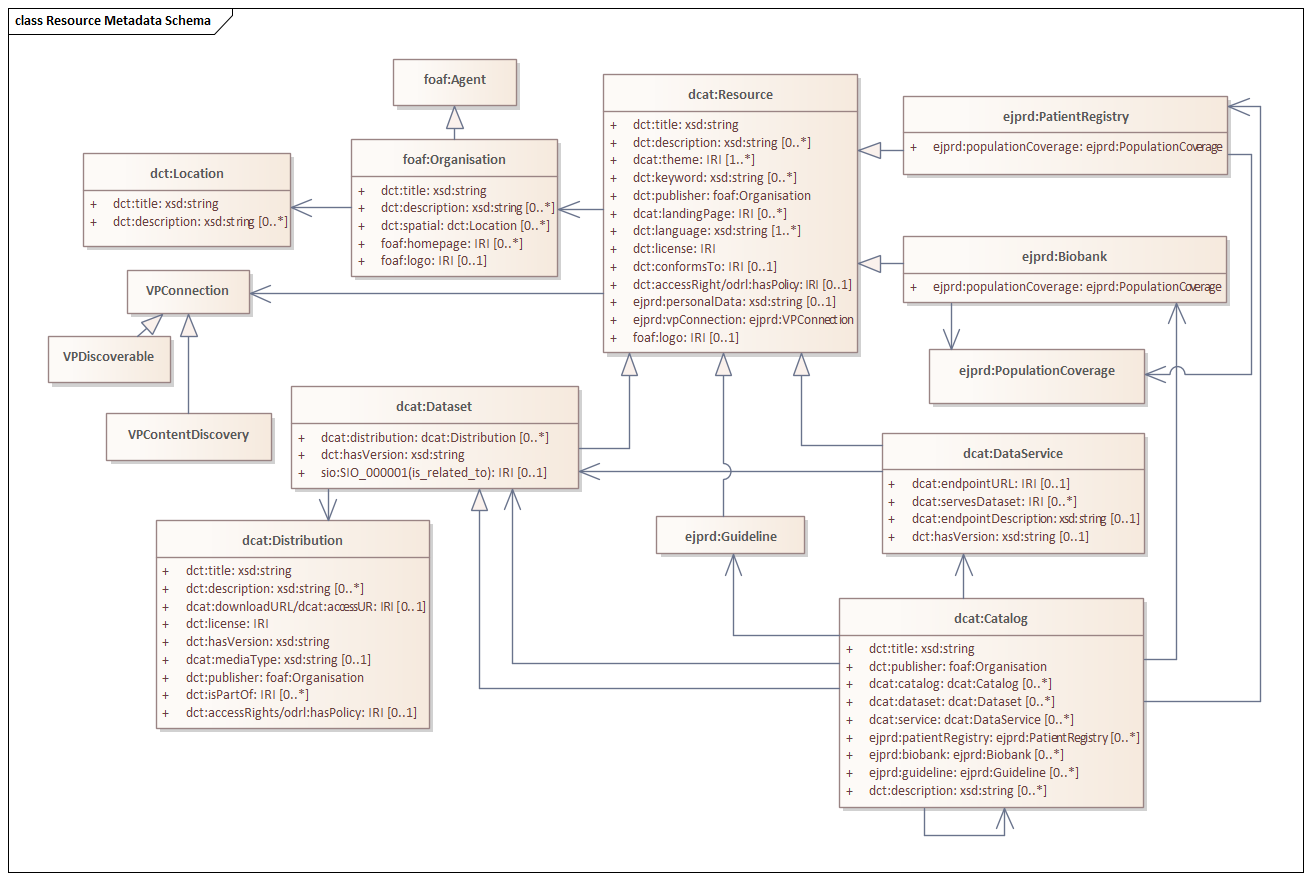 class Resource Metadata Schema
foaf:Agent
foaf:Organisation
+ dct:title: xsd:string
+ dct:description: xsd:string [0..*]
+ dct:spatial: dct:Location [0..*]
+ foaf:homepage: IRI [0..*]
+ foaf:logo: IRI [0..1]
dct:Location
+ dct:title: xsd:string
+ dct:description: xsd:string [0..*]
VPConnection
VPDiscoverable
VPContentDiscovery
dcat:Resource
+ dct:title: xsd:string
+ dct:description: xsd:string [0..*]
+ dcat:theme: IRI [1..*]
+ dct:keyword: xsd:string [0..*]
+ dct:publisher: foaf:Organisation
+ dcat:landingPage: IRI [0..*]
+ dct:language: xsd:string [1..*]
+ dct:license: IRI
+ dct:conformsTo: IRI [0..1]
+ dct:accessRight/odrl:hasPolicy: IRI [0..1]
+ ejprd:personalData: xsd:string [0..1]
+ ejprd:vpConnection: ejprd:VPConnection
+ foaf:logo: IRI [0..1]
ejprd:PatientRegistry
+ ejprd:populationCoverage: ejprd:PopulationCoverage
ejprd:Biobank
+ ejprd:populationCoverage: ejprd:PopulationCoverage
ejprd:PopulationCoverage
dcat:Dataset
+ dcat:distribution: dcat:Distribution [0..*]
+ dct:hasVersion: xsd:string
+ sio:SIO_000001(is_related_to): IRI [0..1]
dcat:Distribution
+ dct:title: xsd:string
+ dct:description: xsd:string [0..*]
+ dcat:downloadURL/dcat:accessUR: IRI [0..1]
+ dct:license: IRI
+ dct:hasVersion: xsd:string
+ dcat:mediaType: xsd:string [0..1]
+ dct:publisher: foaf:Organisation
+ dct:isPartOf: IRI [0..*]
+ dct:accessRights/odrl:hasPolicy: IRI [0..1]
ejprd:Guideline
dcat:DataService
+ dcat:endpointURL: IRI [0..1]
+ dcat:servesDataset: IRI [0..*]
+ dcat:endpointDescription: xsd:string [0..1]
+ dct:hasVersion: xsd:string [0..1]
dcat:Catalog
+ dct:title: xsd:string
+ dct:publisher: foaf:Organisation
+ dcat:catalog: dcat:Catalog [0..*]
+ dcat:dataset: dcat:Dataset [0..*]
+ dcat:service: dcat:DataService [0..*]
+ ejprd:patientRegistry: ejprd:PatientRegistry [0..*]
+ ejprd:biobank: ejprd:Biobank [0..*]
+ ejprd:guideline: ejprd:Guideline [0..*]
+ dct:description: xsd:string [0..*]